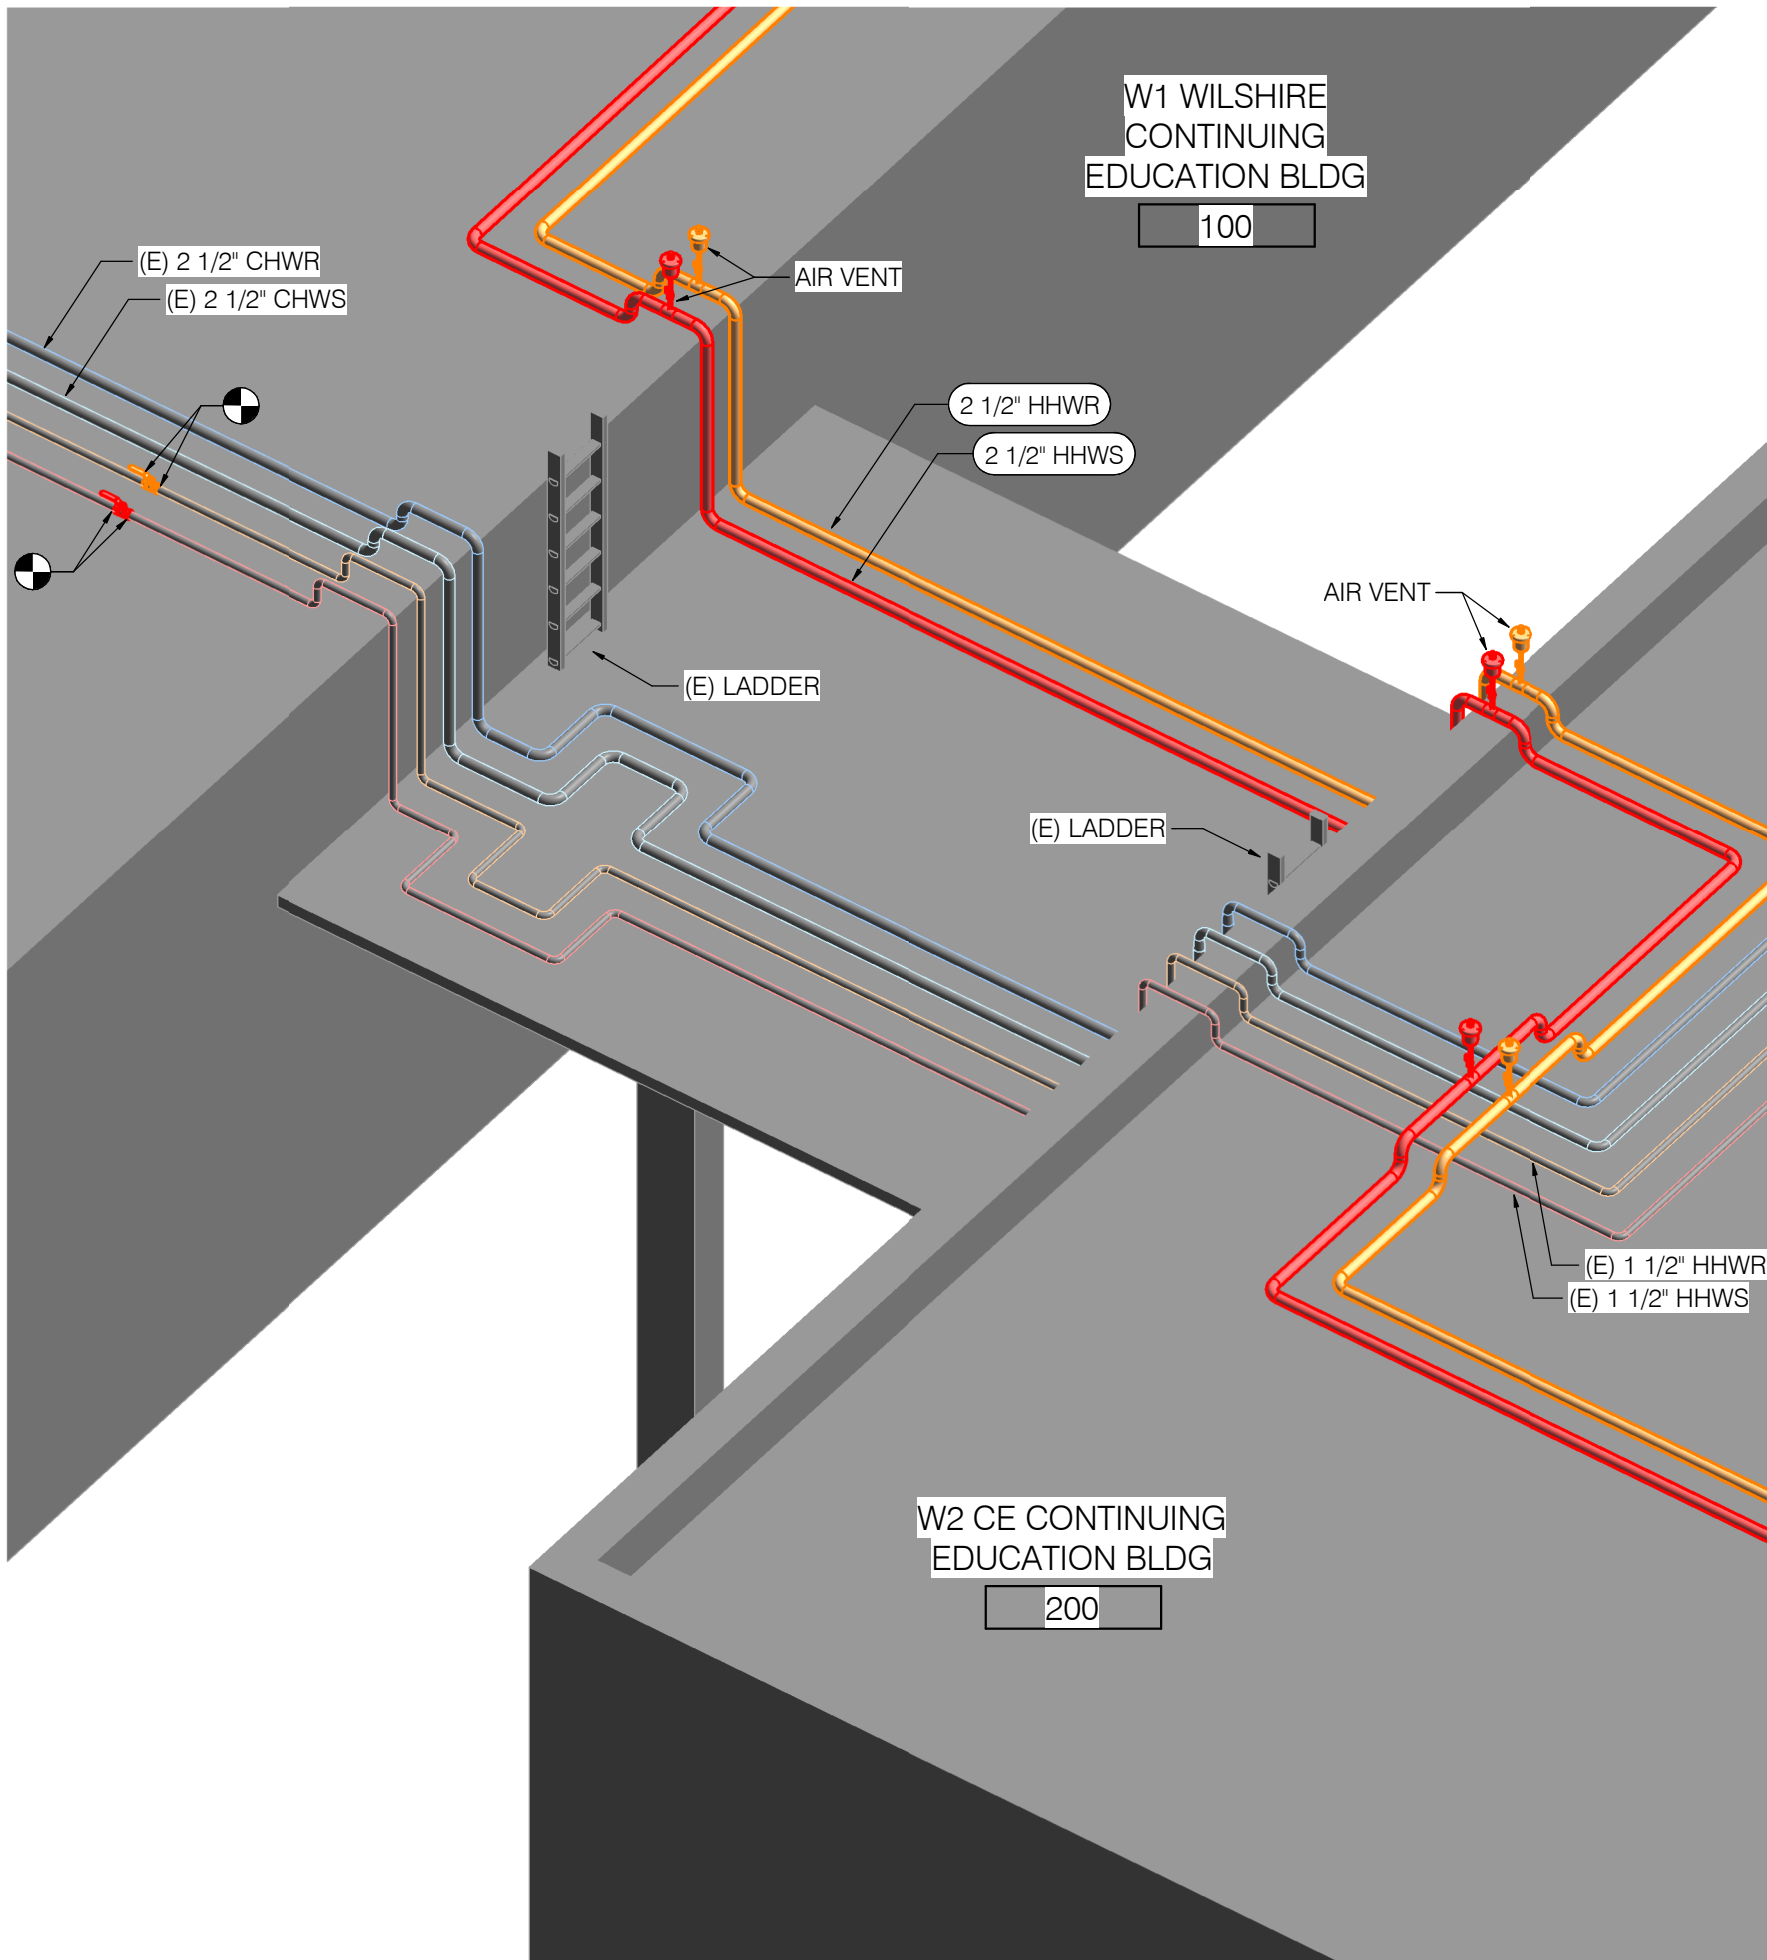 W1 WILSHIRE
CONTINUING
EDUCATION BLDG
100
(E) 2 1/2" CHWR
(E) 2 1/2" CHWS
AIR VENT
2 1/2" HHWR
2 1/2" HHWS
AIR VENT
(E) LADDER
(E) LADDER
(E) 1 1/2" HHWR
(E) 1 1/2" HHWS
W2 CE CONTINUING
EDUCATION BLDG
200